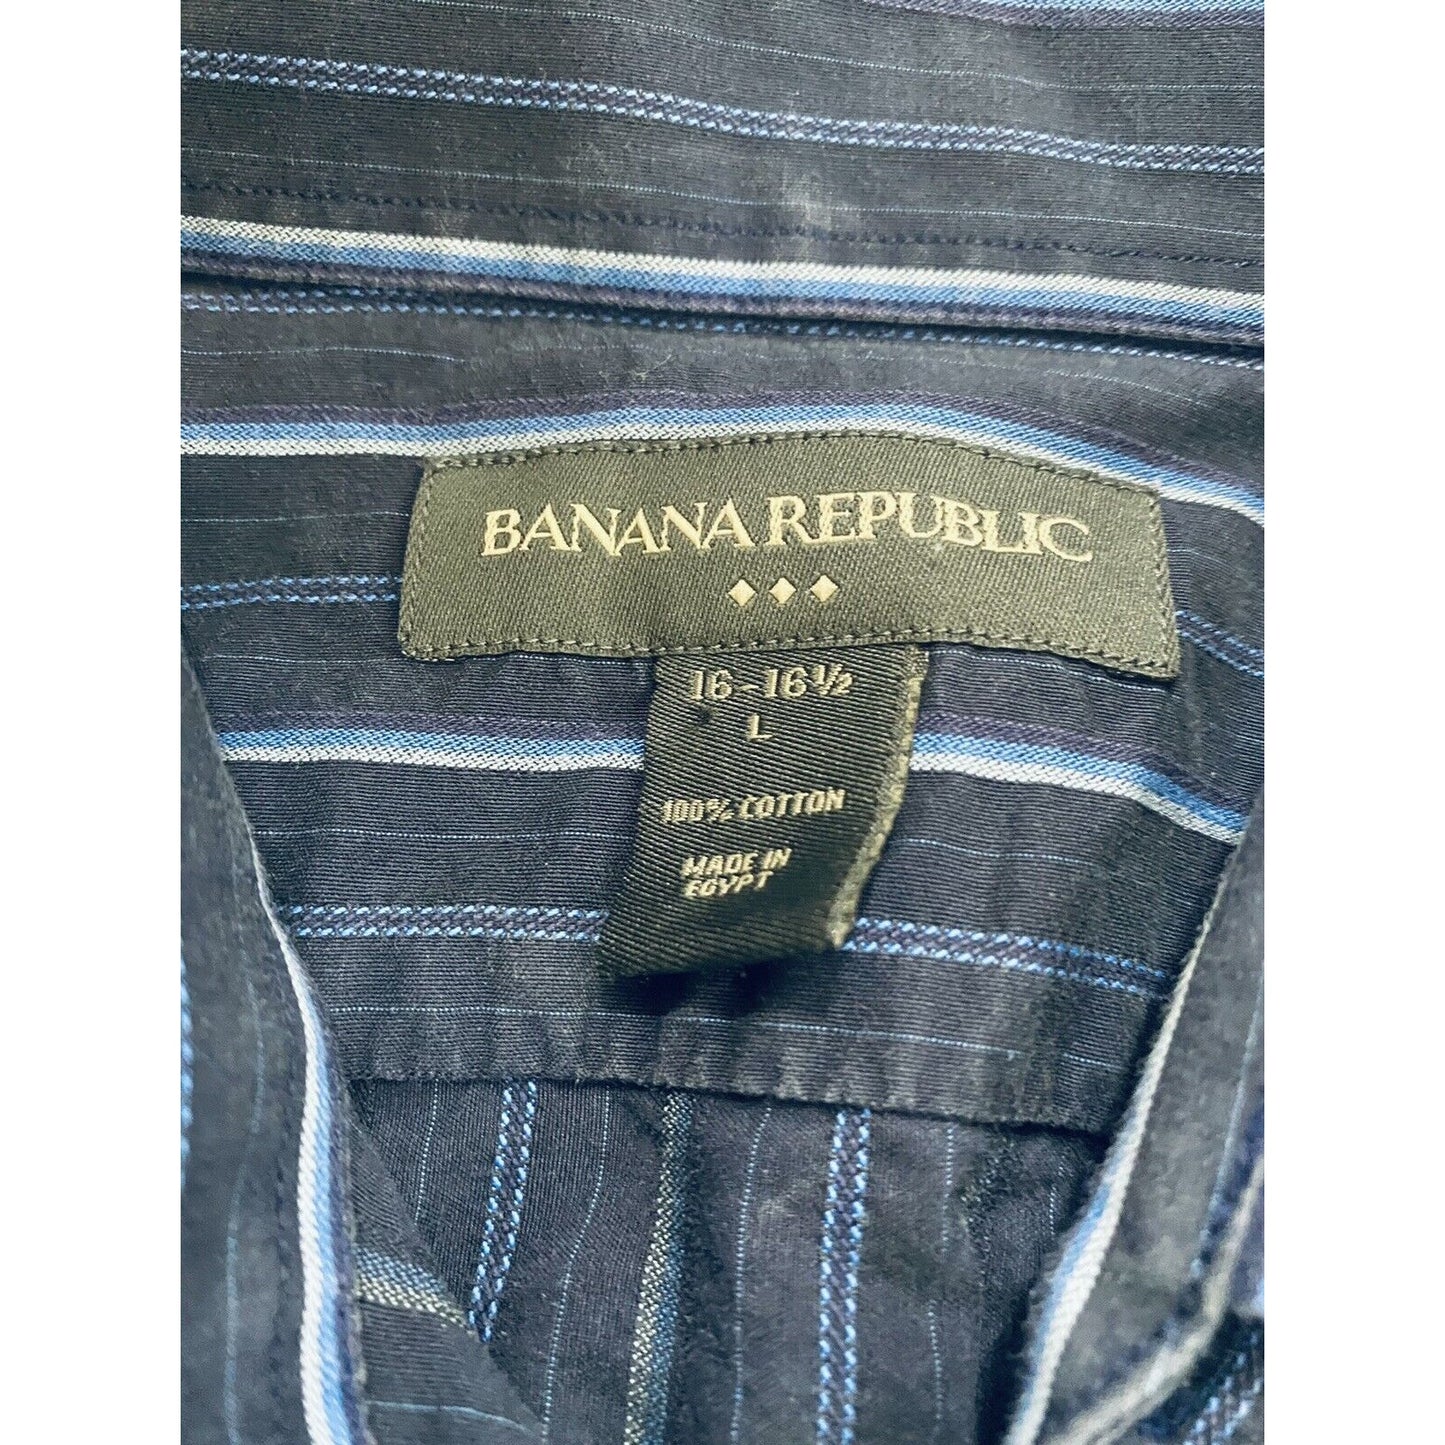 BANANA REPUBLIC
16-16½
L
100% COTTON
MADE IN
EGYPT